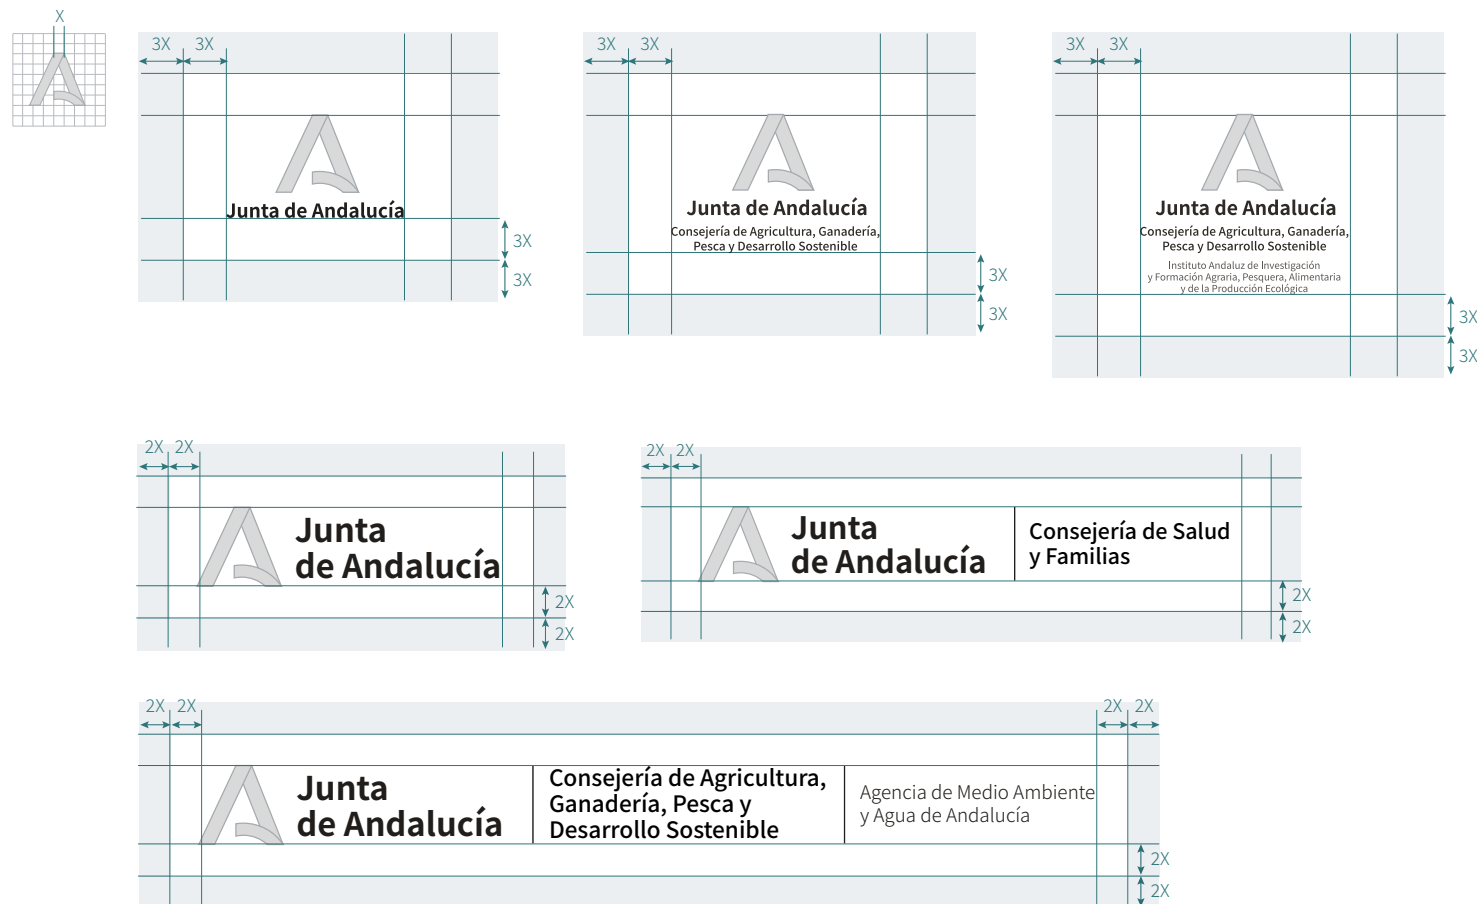 X
3X 3X
Junta de Andalucía
3X
3X
3X 3X
Junta de Andalucía
Consejería de Agricultura, Ganadería,
Pesca y Desarrollo Sostenible
3X
3X
3X 3X
Junta de Andalucía
Consejería de Agricultura, Ganadería,
Pesca y Desarrollo Sostenible
Instituto Andaluz de Investigación
y Formación Agraria, Pesquera, Alimentaria
y de la Producción Ecológica
3X
3X
2X 2X
Junta
de Andalucía
2X
2X
2X 2X
Junta
de Andalucía
Consejería de Salud
y Familias
2X
2X
2X 2X
2X 2X
Junta
de Andalucía
Consejería de Agricultura,
Ganadería, Pesca y
Desarrollo Sostenible
Agencia de Medio Ambiente
y Agua de Andalucía
2X
2X